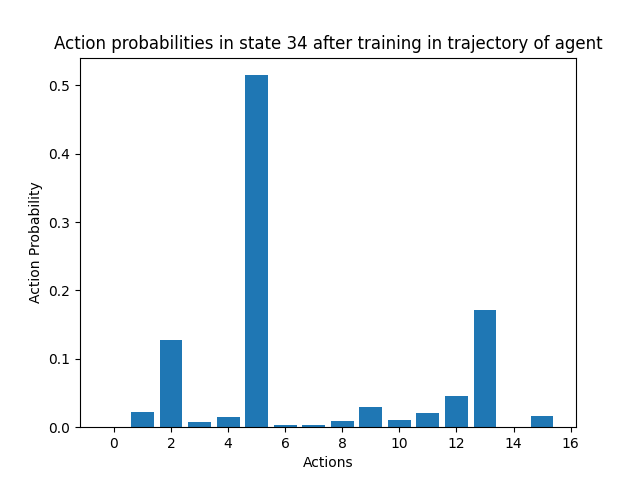 Action probabilities in state 34 after training in trajectory of agent
0.5
0.4
0.3
0.2
0.1
0.0
Action Probability
0 2 4 6 8 10 12 14 16
Actions